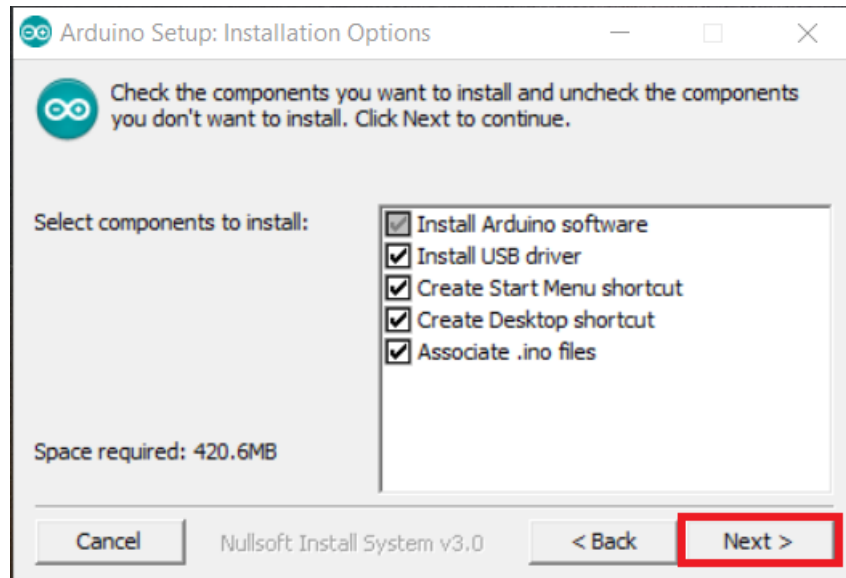 Arduino Setup: Installation Options
Check the components you want to install and uncheck the components
you don't want to install. Click Next to continue.
Select components to install:
Install Arduino software
Install USB driver
Create Start Menu shortcut
Create Desktop shortcut
Associate .ino files
Space required: 420.6MB
Cancel
Nullsoft Install System v3.0
< Back
Next >